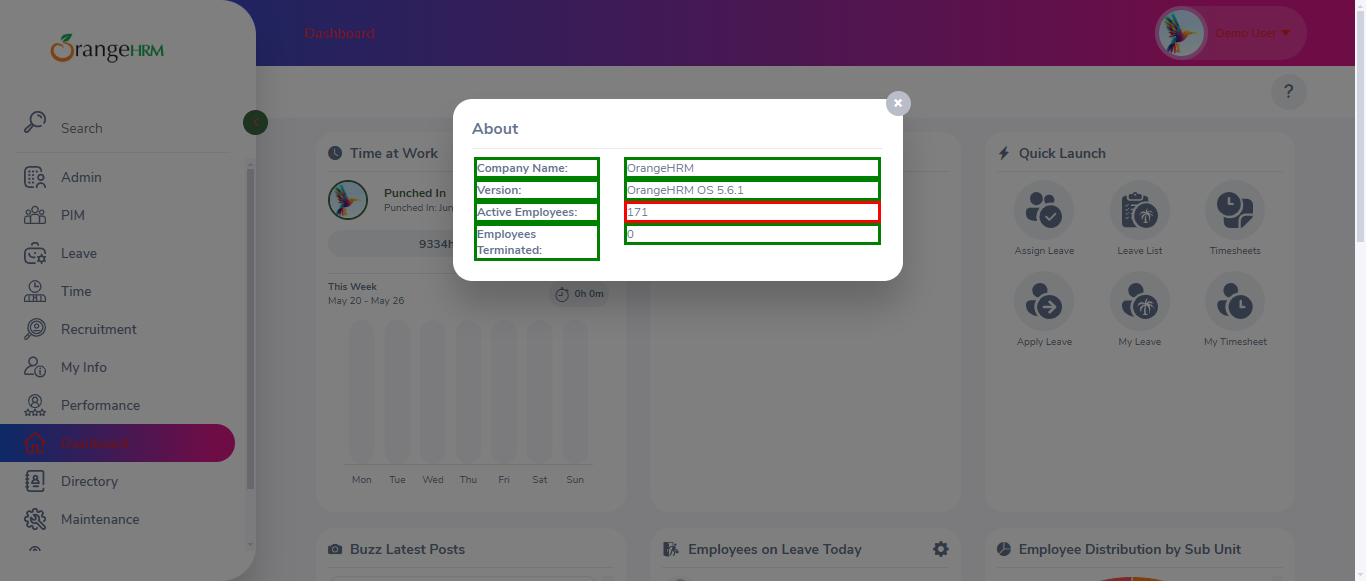 OrangeHRM
Dashboard
Demo User
Search
?
Admin
PIM
Leave
Time
Recruitment
My Info
Performance
Dashboard
Directory
Maintenance
About
Company Name:
OrangeHRM
Version:
OrangeHRM OS 5.6.1
Active Employees:
171
Employees
Terminated:
0
Time at Work
Punched In
Punched In: Jun
9334h
This Week
May 20 - May 26
0h 0m
Mon Tue Wed Thu Fri Sat Sun
Quick Launch
Assign Leave
Leave List
Timesheets
Apply Leave
My Leave
My Timesheet
Buzz Latest Posts
Employees on Leave Today
Employee Distribution by Sub Unit